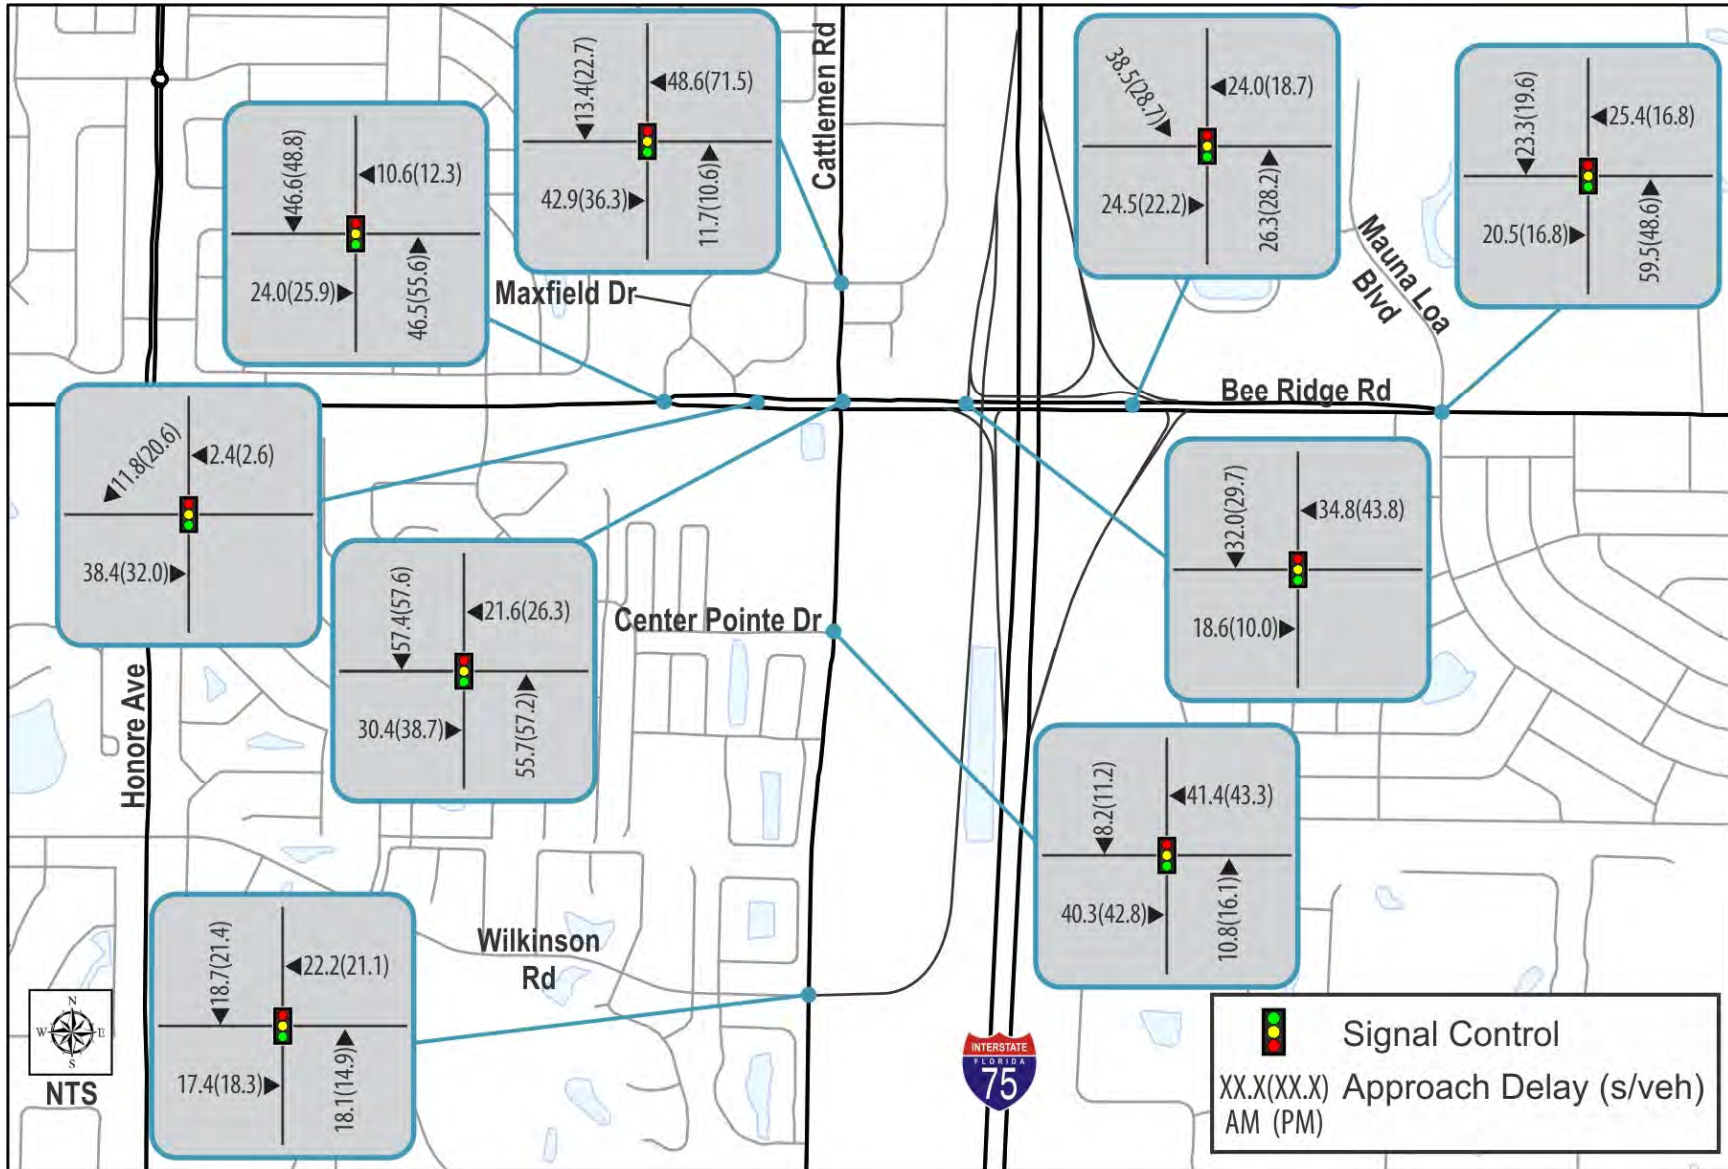 Cattlemen Rd
13.4(22.7)
48.6(71.5)
42.9(36.3)
11.7(10.6)
38.5(28.7)
24.0(18.7)
24.5(22.2)
26.3(28.2)
23.3(19.6)
25.4(16.8)
20.5(16.8)
59.5(48.6)
46.6(48.8)
10.6(12.3)
24.0(25.9)
46.5(55.6)
Maxfield Dr
Mauna Loa
Blvd
Bee Ridge Rd
11.8(20.6)
2.4(2.6)
38.4(32.0)
32.0(29.7)
34.8(43.8)
18.6(10.0)
57.4(57.6)
21.6(26.3)
30.4(38.7)
55.7(57.2)
Center Pointe Dr
Honore Ave
8.2(11.2)
41.4(43.3)
40.3(42.8)
10.8(16.1)
18.7(21.4)
22.2(21.1)
17.4(18.3)
18.1(14.9)
Wilkinson
Rd
N
W E
S
NTS
INTERSTATE
FLORIDA
75
Signal Control
XX.X(XX.X) Approach Delay (s/veh)
AM (PM)